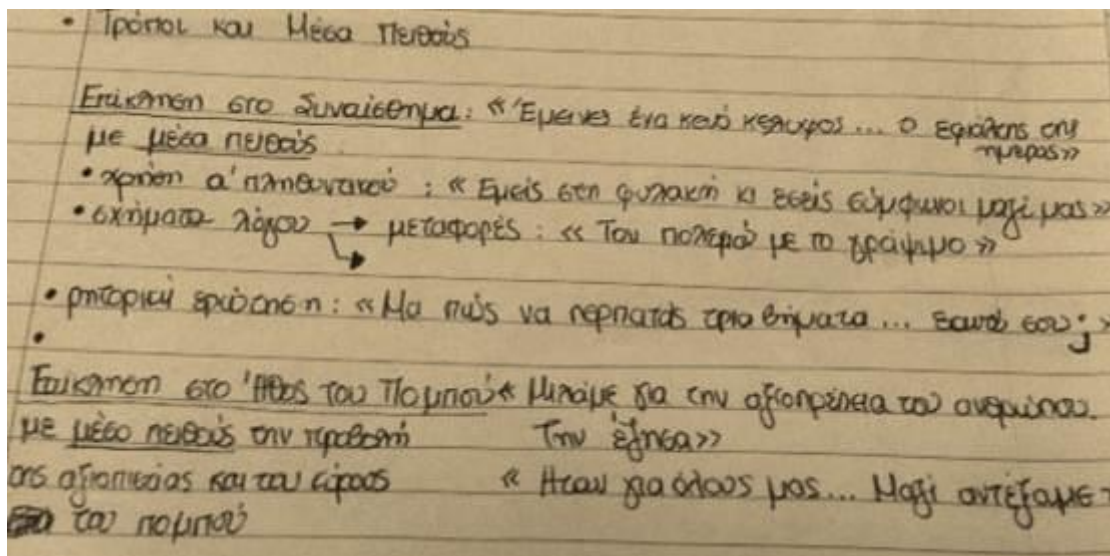 • Τρόποι και Μέσα Πειθούς
Επίκληση στο Συναίσθημα: «Έμεινες ένα κενό κέλυφος... ο εφιάλτης στης ημέρας»
με μέσα πειθούς
• χρήση α' πληθυντικού : « Εμείς στη φυλακή κι εσείς σύμφωνοι μαζί μας »
• σχήματα λόγου → μεταφορές : « Τον πολεμώ με το γράψιμο »
• ρητορική ερώτηση : « Μα πώς να περπατάς τρία βήματα...  σου; »
•
Επίκληση στο Ήθος του Πομπού « Μιλάμε για την αξιοπρέπεια του ανθρώπου.
με μέσο πειθούς την προβολή Την έζησα»
της αξιοπιστίας και του κύρους « Ήταν για όλους μας... Μαζί αντέξαμε
του πομπού